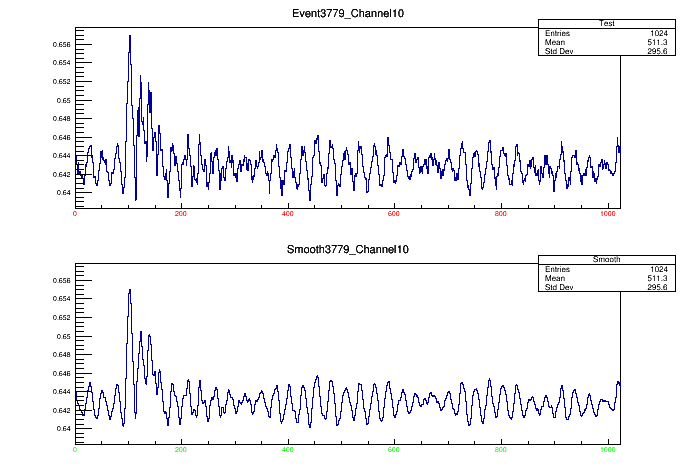 Event3779_Channel10
Test
Entries 1024
Mean 511.3
Std Dev 295.6
0.656
0.654
0.652
0.65
0.648
0.646
0.644
0.642
0.64
0 200 400 600 800 1000
Smooth3779_Channel10
Smooth
Entries 1024
Mean 511.3
Std Dev 295.6
0.656
0.654
0.652
0.65
0.648
0.646
0.644
0.642
0.64
0 200 400 600 800 1000